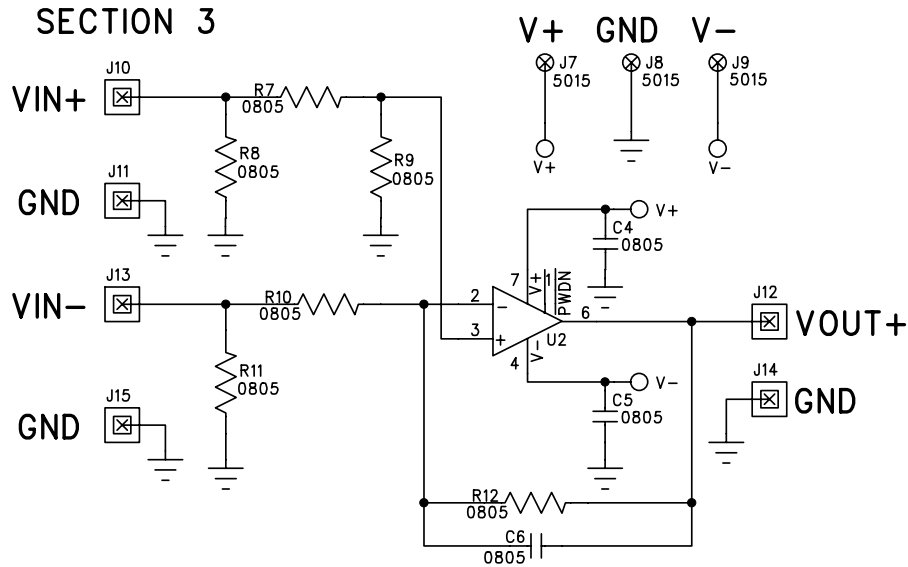 SECTION 3
V+ GND V-
J7
5015
J8
5015
J9
5015
V+
V-
J10
VIN+
R7
0805
R8
0805
R9
0805
J11
GND
J13
VIN-
R10
0805
R11
0805
J15
GND
V+
C4
0805
7
V+
1
PWDN
2
-
3
+
6
U2
4
V-
V-
C5
0805
J12
VOUT+
J14
GND
R12
0805
C6
0805